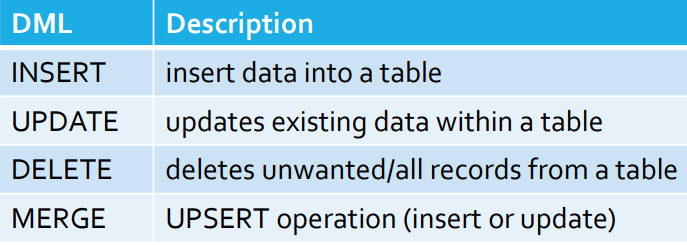 DML Description
INSERT insert data into a table
UPDATE updates existing data within a table
DELETE deletes unwanted/all records from a table
MERGE UPSERT operation (insert or update)